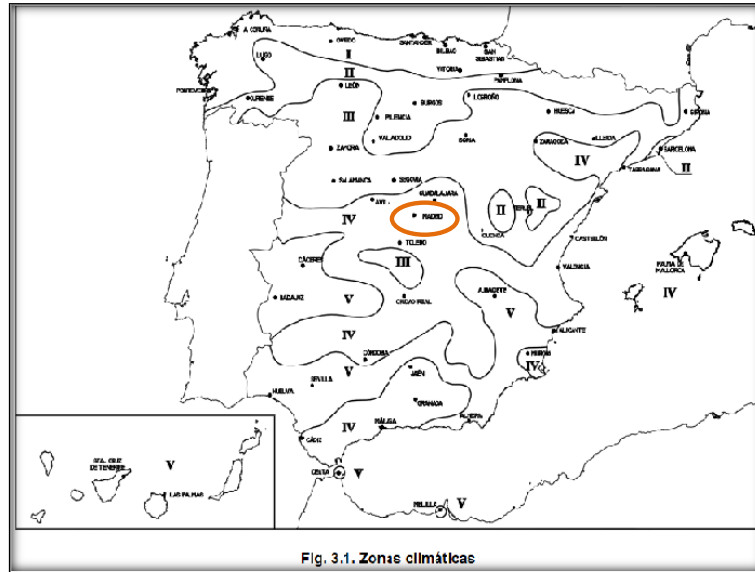 A CORUÑA
OVIEDO
SANTANDER
BILBAO
SAN
SEBASTIAN
LUGO
I
VITORIA
PAMPLONA
II
PONTEVEDRA
OURENSE
LEÓN
BURGOS
LOGROÑO
HUESCA
GIRONA
III
PALENCIA
ZAMORA
VALLADOLID
SORIA
ZARAGOZA
LLEIDA
BARCELONA
IV
II
TARRAGONA
SALAMANCA
SEGOVIA
GUADALAJARA
IV
MADRID
II
TERUEL
II
CUENCA
CASTELLÓN
TOLEDO
III
CÁCERES
VALENCIA
PALMA DE
MALLORCA
IV
BADAJOZ
V
CIUDAD REAL
ALBACETE
V
ALICANTE
IV
CÓRDOBA
MURCIA
IV
V
SEVILLA
JAÉN
HUELVA
GRANADA
IV
MÁLAGA
ALMERÍA
CÁDIZ
STA. CRUZ
DE TENERIFE
V
LAS PALMAS
CEUTA
V
MELILLA
V
Fig. 3.1. Zonas climáticas